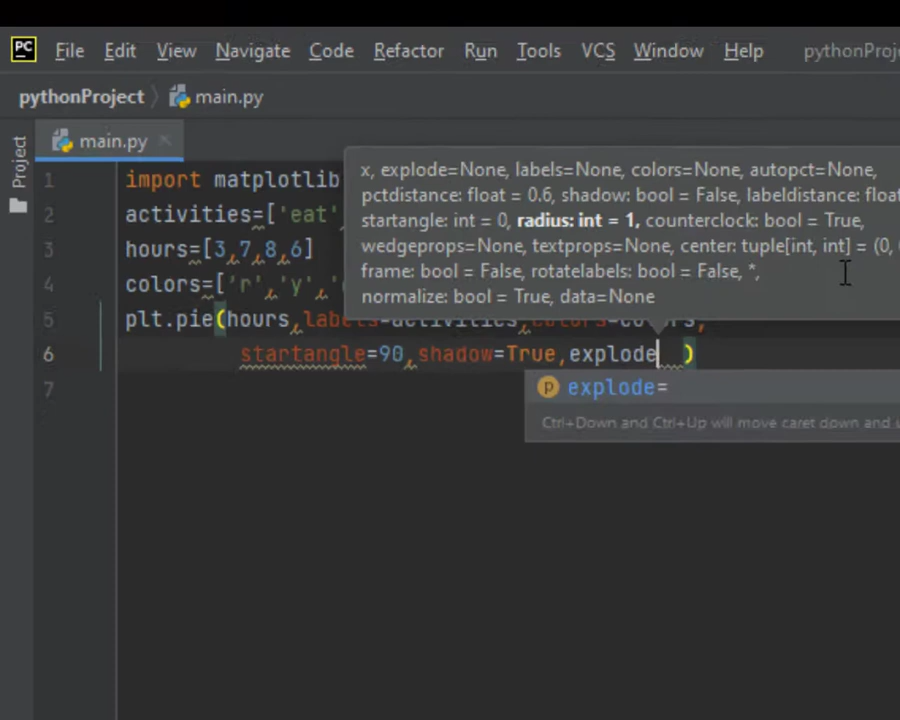 PC File Edit View Navigate Code Refactor Run Tools VCS Window Help
pythonProject main.py
Project
main.py
x, explode=None, labels=None, colors=None, autopct=None,
pctdistance: float = 0.6, shadow: bool = False, labeldistance:
startangle: int = 0, radius: int = 1, counterclock: bool = True,
wedgeprops=None, textprops=None, center: tuple[int, int] = (0,
frame: bool = False, rotatelabels: bool = False, *,
normalize: bool = True, data=None
1 import matplotlib
2 activities=['eat',
3 hours=[3,7,8,6]
4 colors=['r','y','
5 plt.pie(hours,labels=activities,colors=colors,
6 startangle=90,shadow=True,explode )
7
p explode=
Ctrl+Down and Ctrl+Up will move caret down and